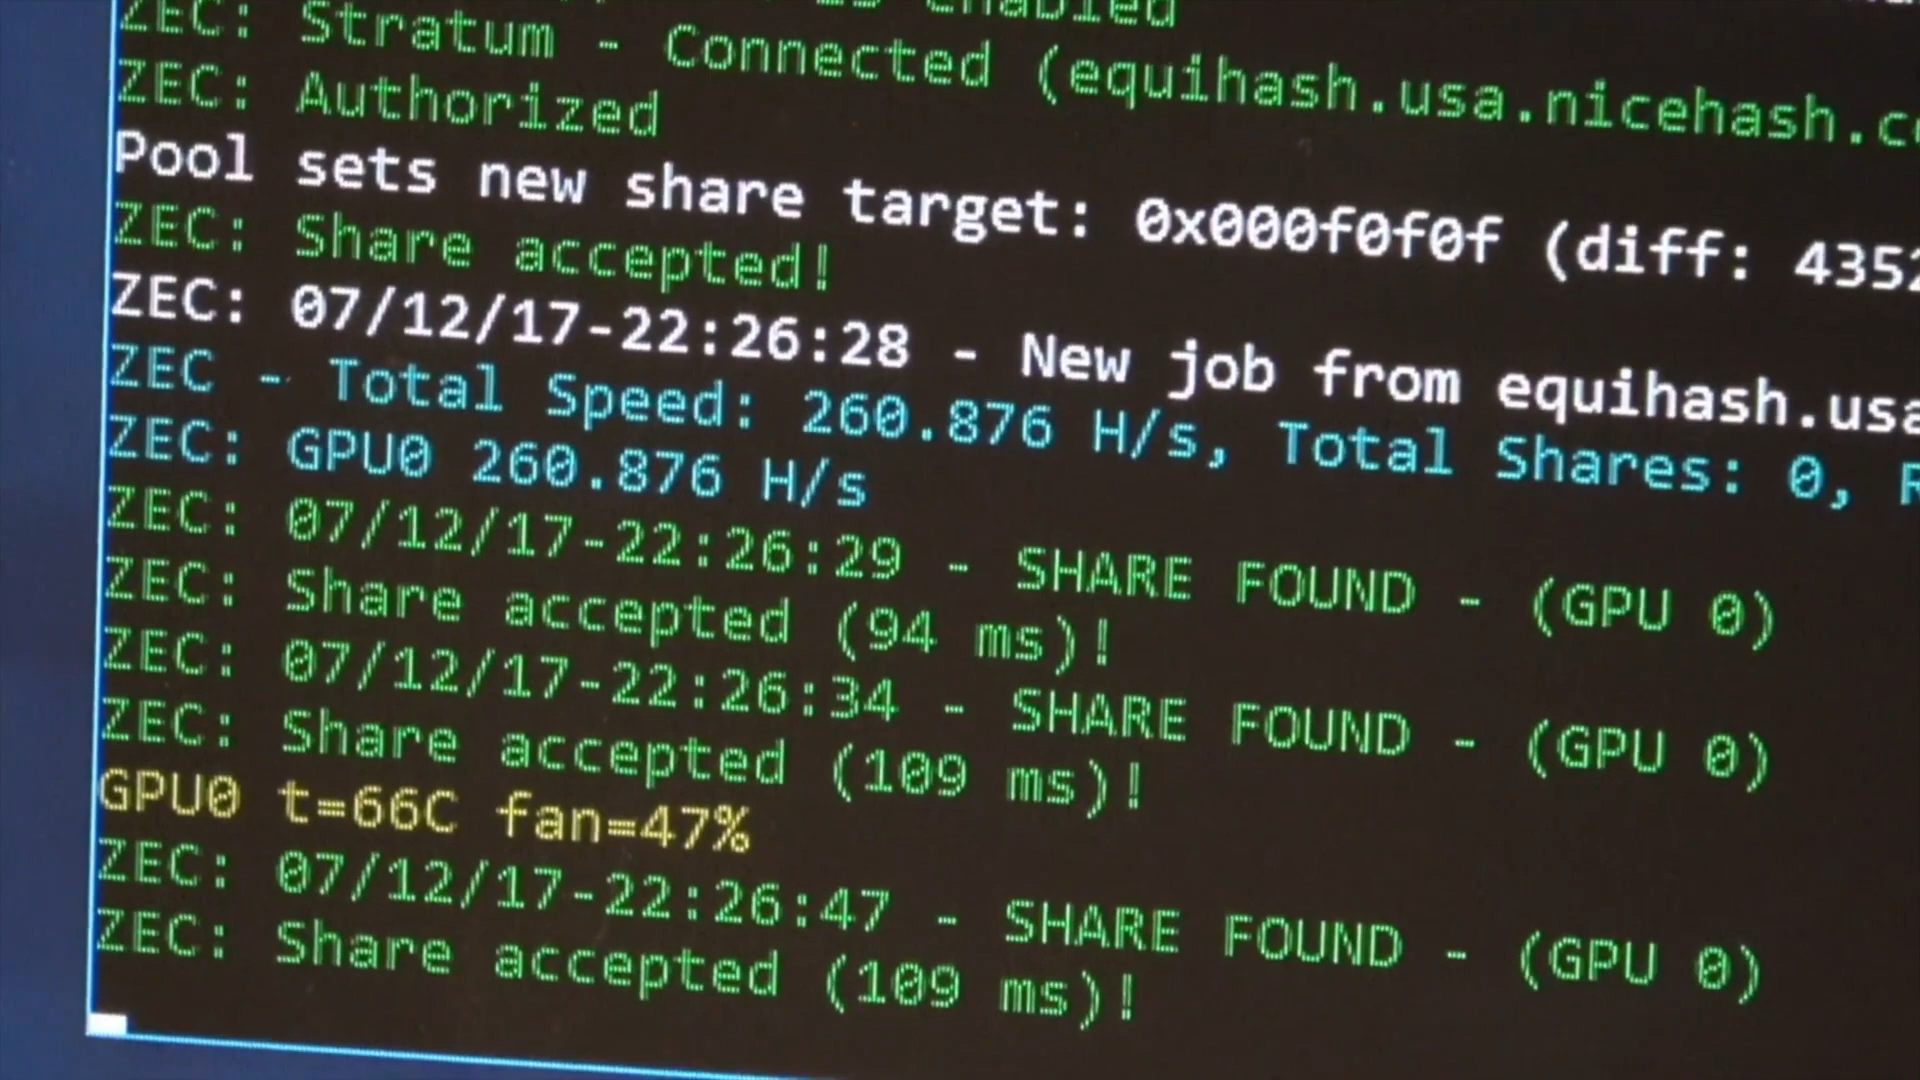 enabled
ZEC: Stratum - Connected (equihash.usa.nicehash.c
ZEC: Authorized
Pool sets new share target: 0x000f0f0f (diff: 4352
ZEC: Share accepted!
ZEC: 07/12/17-22:26:28 - New job from equihash.usa
ZEC - Total Speed: 260.876 H/s, Total Shares: 0, R
ZEC: GPU0 260.876 H/s
ZEC: 07/12/17-22:26:29 - SHARE FOUND - (GPU 0)
ZEC: Share accepted (94 ms)!
ZEC: 07/12/17-22:26:34 - SHARE FOUND - (GPU 0)
ZEC: Share accepted (109 ms)!
GPU0 t=66C fan=47%
ZEC: 07/12/17-22:26:47 - SHARE FOUND - (GPU 0)
ZEC: Share accepted (109 ms)!